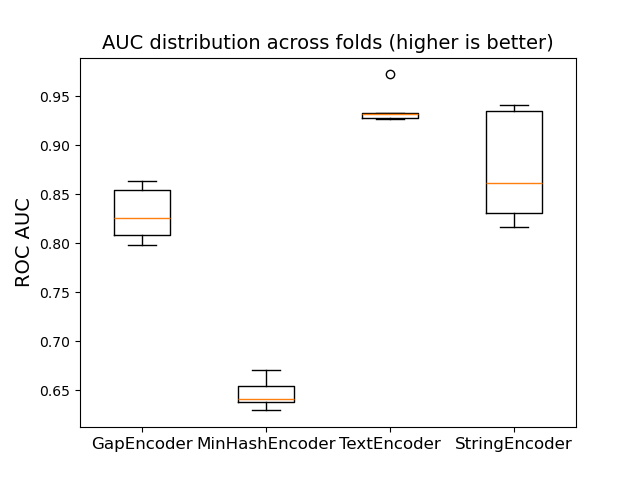 AUC distribution across folds (higher is better)
ROC AUC
0.95
0.90
0.85
0.80
0.75
0.70
0.65
GapEncoder MinHashEncoder TextEncoder StringEncoder